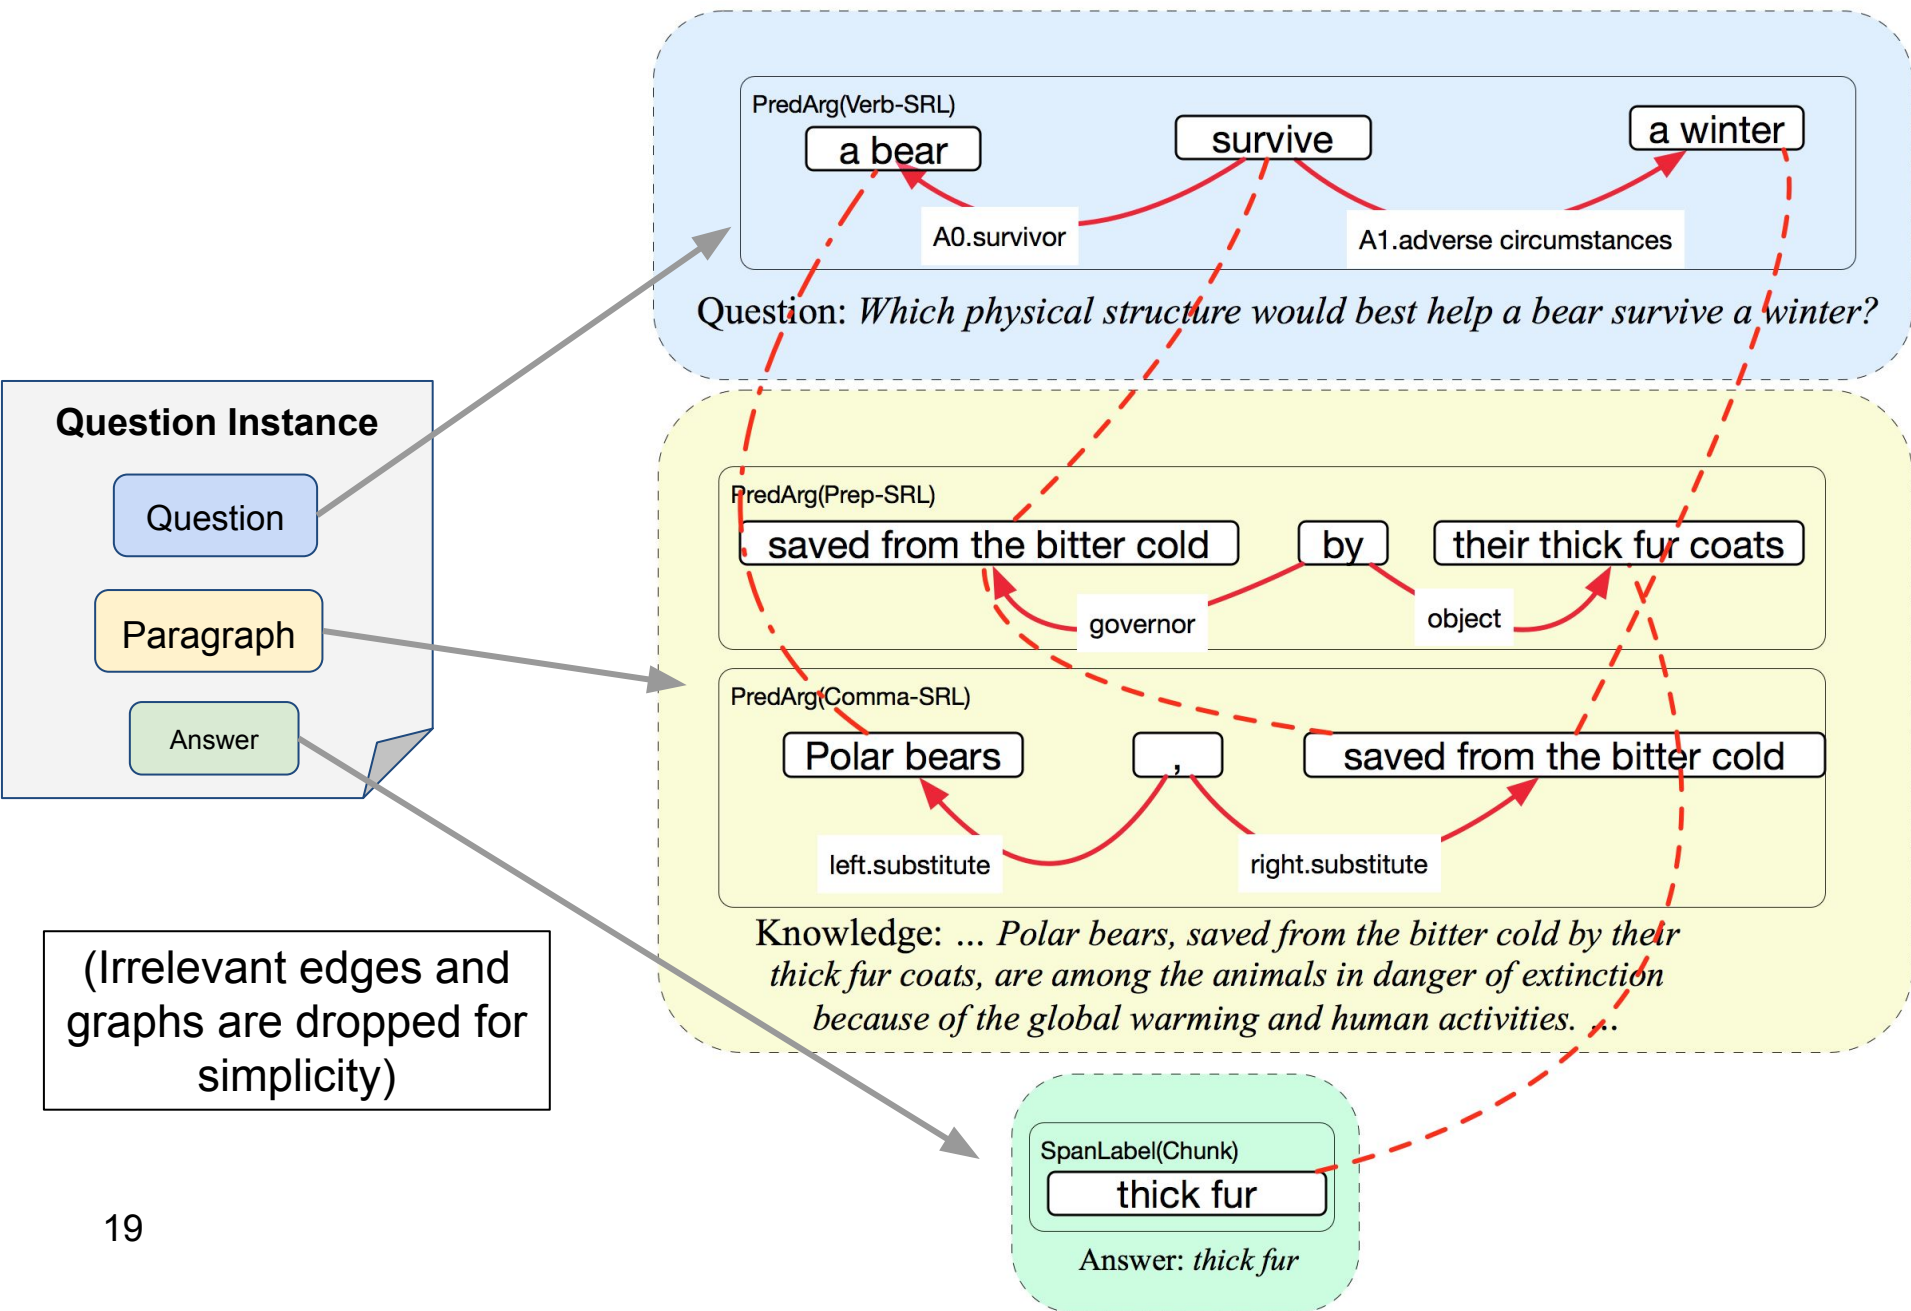 PredArg(Verb-SRL)
a bear
survive
a winter
A0.survivor
A1.adverse circumstances
Question: Which physical structure would best help a bear survive a winter?
Question Instance
Question
Paragraph
Answer
PredArg(Prep-SRL)
saved from the bitter cold
by
their thick fur coats
governor
object
PredArg(Comma-SRL)
Polar bears
,
saved from the bitter cold
left.substitute
right.substitute
Knowledge: ... Polar bears, saved from the bitter cold by their
thick fur coats, are among the animals in danger of extinction
because of the global warming and human activities. ...
(Irrelevant edges and
graphs are dropped for
simplicity)
SpanLabel(Chunk)
thick fur
Answer: thick fur
19